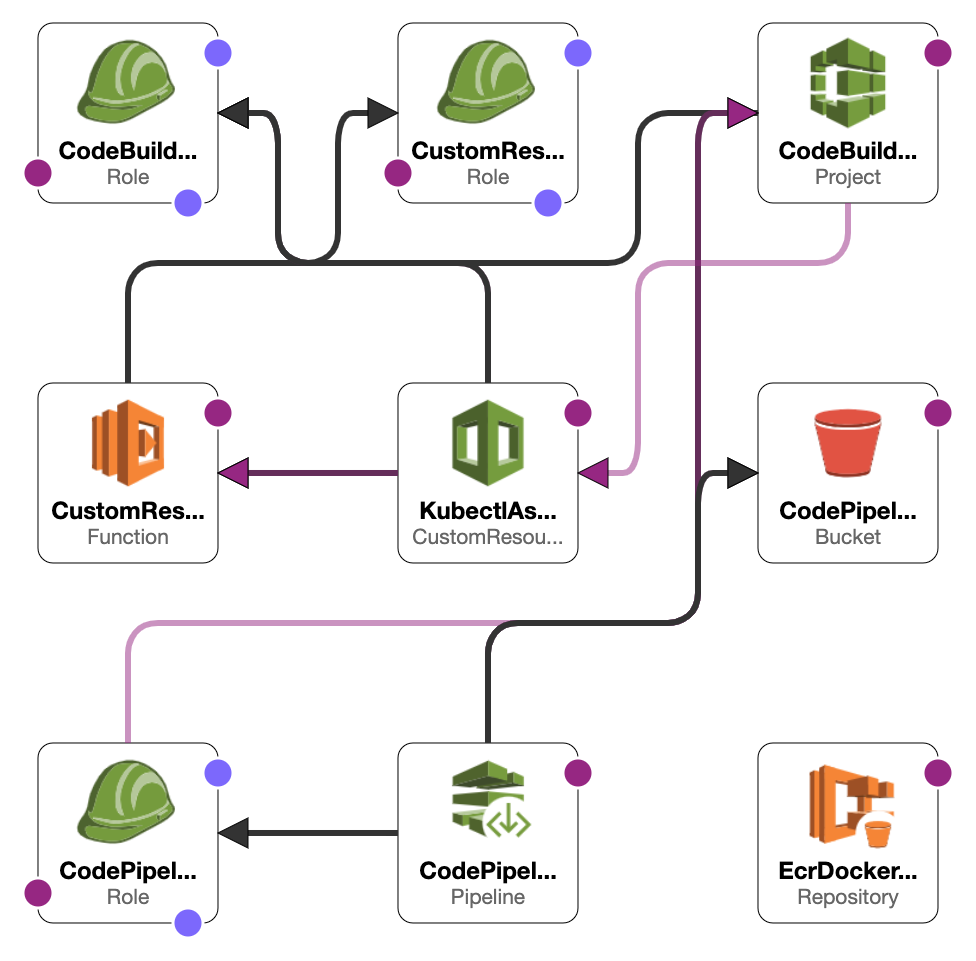 CodeBuild...
Role
CustomRes...
Role
CodeBuild...
Project
CustomRes...
Function
KubectlAs...
CustomResou...
CodePipel...
Bucket
CodePipel...
Role
CodePipel...
Pipeline
EcrDocker...
Repository